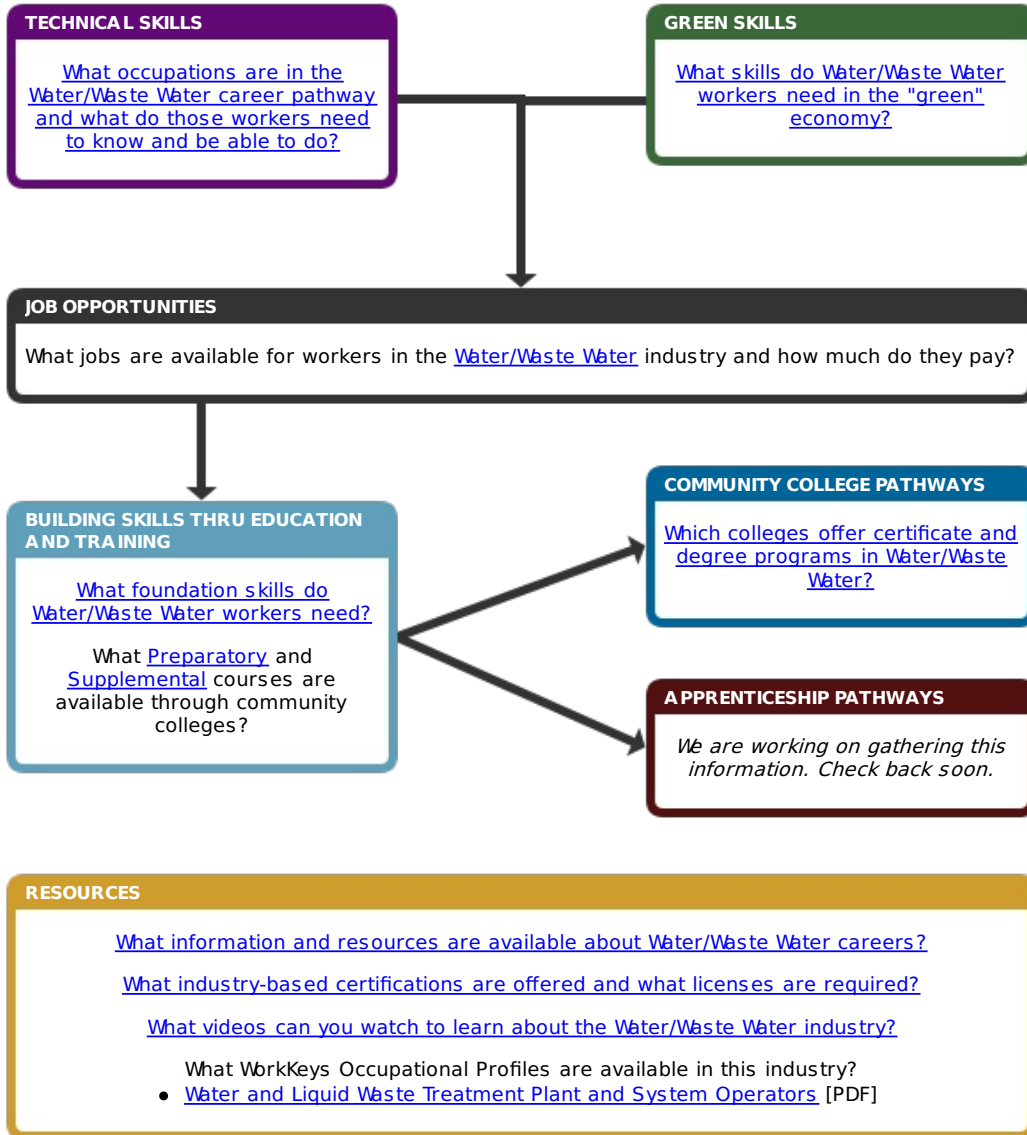 TECHNICAL SKILLS
What occupations are in the
Water/Waste Water career pathway
and what do those workers need
to know and be able to do?
GREEN SKILLS
What skills do Water/Waste Water
workers need in the "green"
economy?
JOB OPPORTUNITIES
What jobs are available for workers in the Water/Waste Water industry and how much do they pay?
BUILDING SKILLS THRU EDUCATION
AND TRAINING
What foundation skills do
Water/Waste Water workers need?
What Preparatory and
Supplemental courses are
available through community
colleges?
COMMUNITY COLLEGE PATHWAYS
Which colleges offer certificate and
degree programs in Water/Waste
Water?
APPRENTICESHIP PATHWAYS
We are working on gathering this
information. Check back soon.
RESOURCES
What information and resources are available about Water/Waste Water careers?
What industry-based certifications are offered and what licenses are required?
What videos can you watch to learn about the Water/Waste Water industry?
What WorkKeys Occupational Profiles are available in this industry?
• Water and Liquid Waste Treatment Plant and System Operators [PDF]